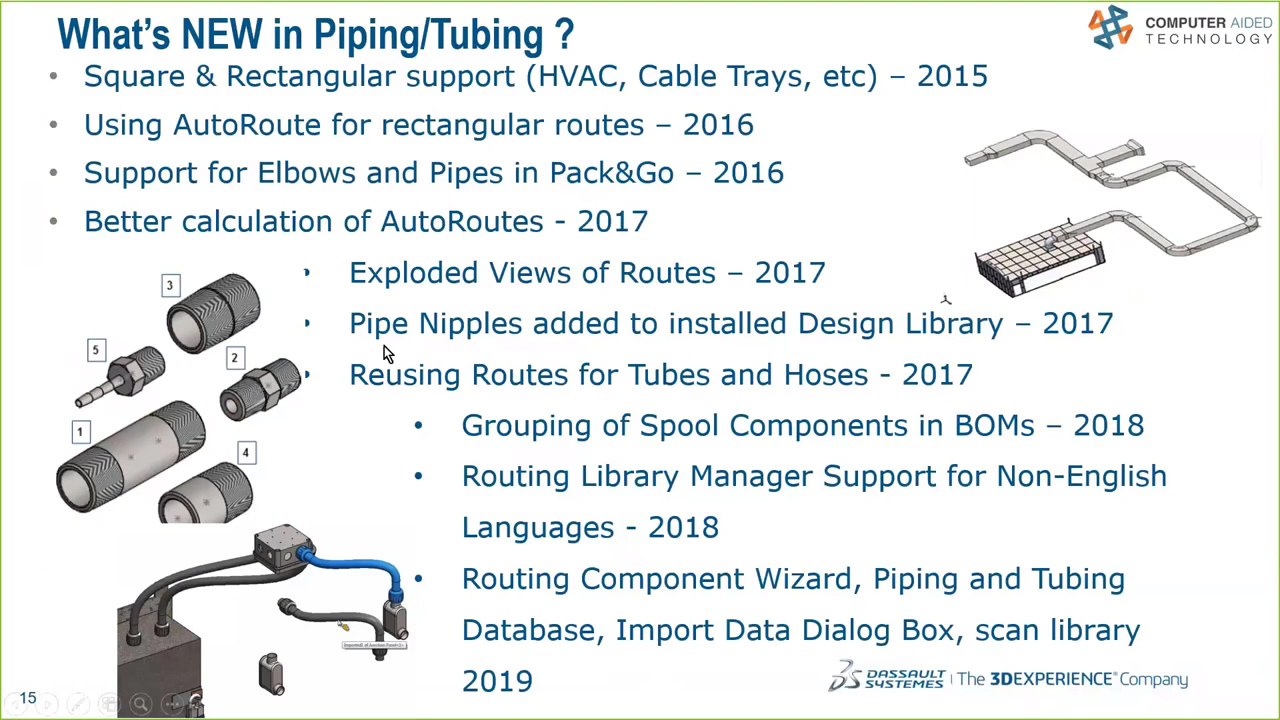 What's NEW in Piping/Tubing ?
COMPUTER AIDED
TECHNOLOGY
• Square & Rectangular support (HVAC, Cable Trays, etc) – 2015
• Using AutoRoute for rectangular routes – 2016
• Support for Elbows and Pipes in Pack&Go – 2016
• Better calculation of AutoRoutes - 2017
• Exploded Views of Routes – 2017
• Pipe Nipples added to installed Design Library – 2017
• Reusing Routes for Tubes and Hoses - 2017
3
5
2
1
4
• Grouping of Spool Components in BOMs – 2018
• Routing Library Manager Support for Non-English
Languages - 2018
• Routing Component Wizard, Piping and Tubing
Database, Import Data Dialog Box, scan library
2019
15
DASSAULT
SYSTEMES | The 3DEXPERIENCE® Company